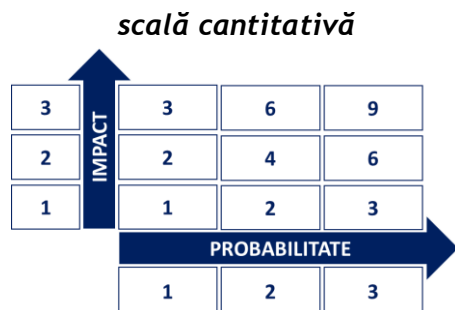 scală cantitativă
3 3 6 9
IMPACT
2 2 4 6
1 1 2 3
PROBABILITATE
1 2 3